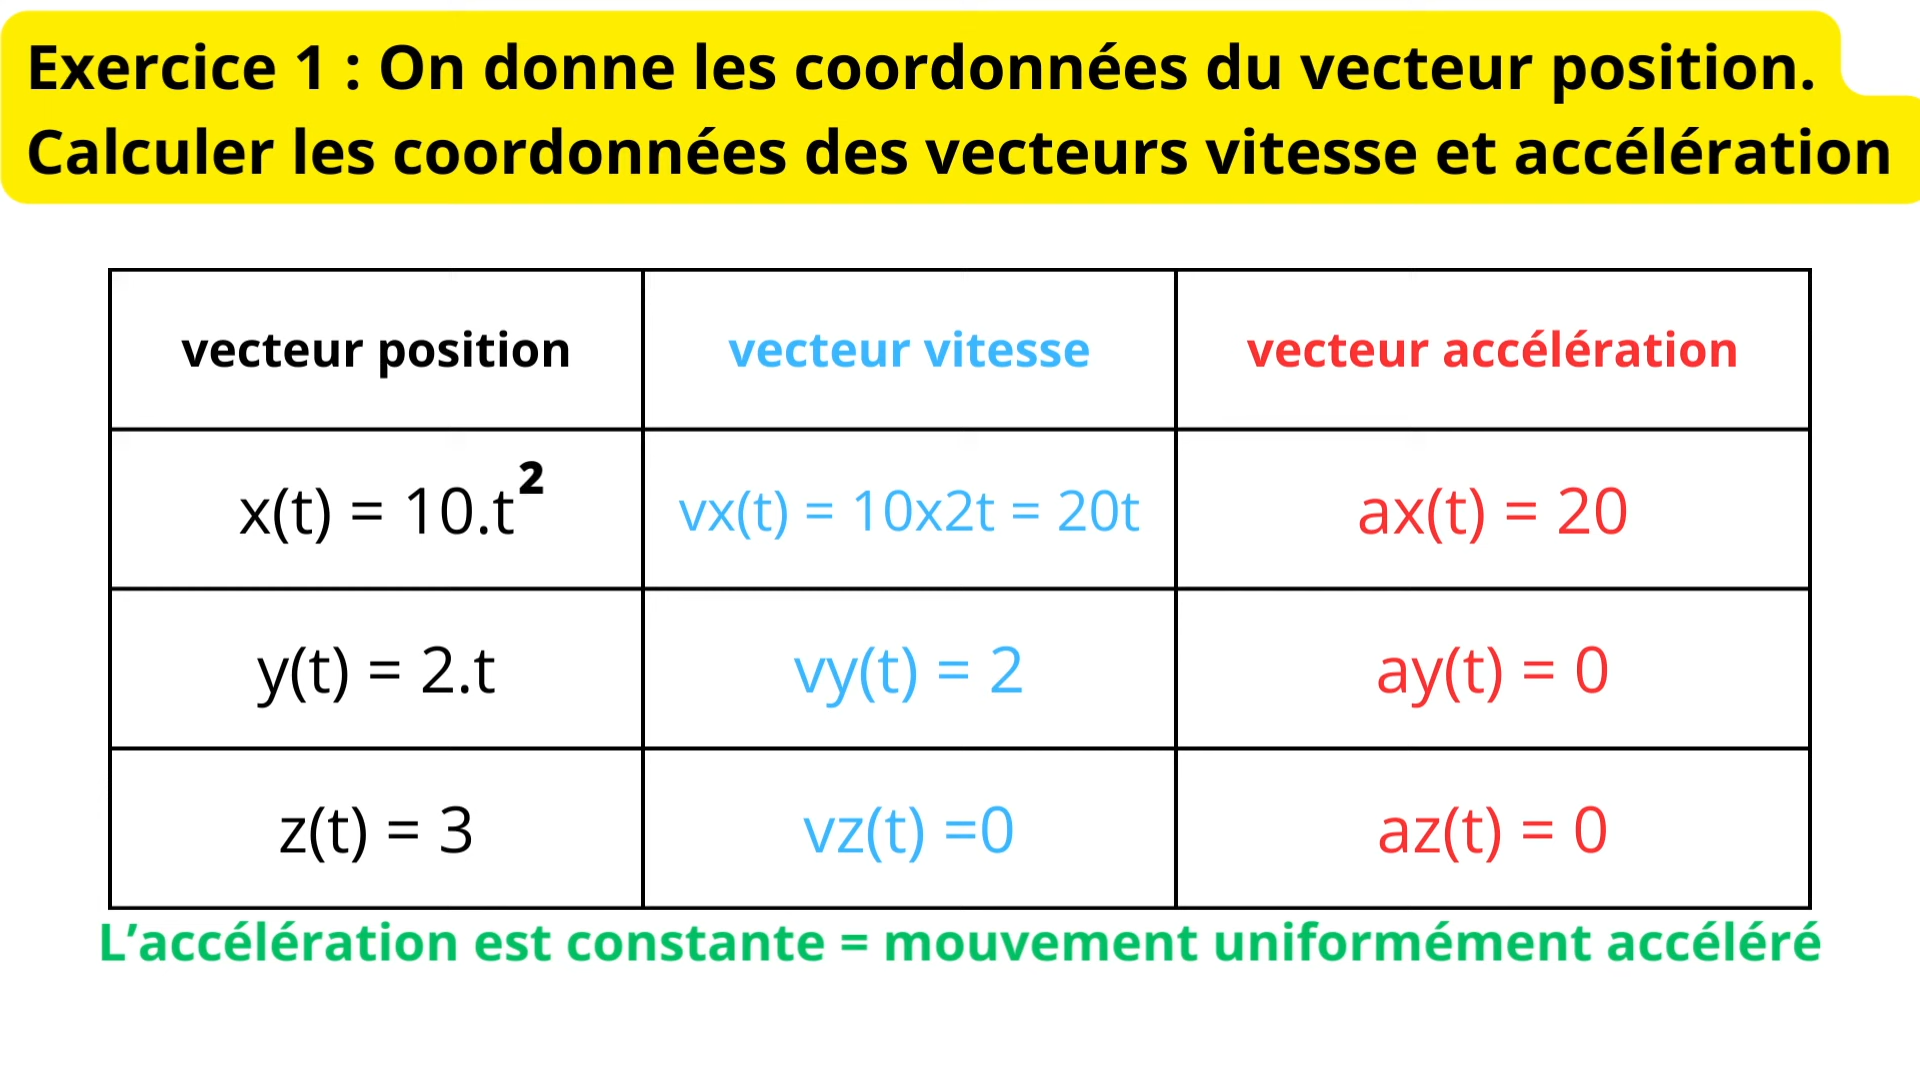 Exercice 1 : On donne les coordonnées du vecteur position.
Calculer les coordonnées des vecteurs vitesse et accélération
vecteur position vecteur vitesse vecteur accélération
x(t) = 10.t² vx(t) = 10x2t = 20t ax(t) = 20
y(t) = 2.t vy(t) = 2 ay(t) = 0
z(t) = 3 vz(t) =0 az(t) = 0
L’accélération est constante = mouvement uniformément accéléré